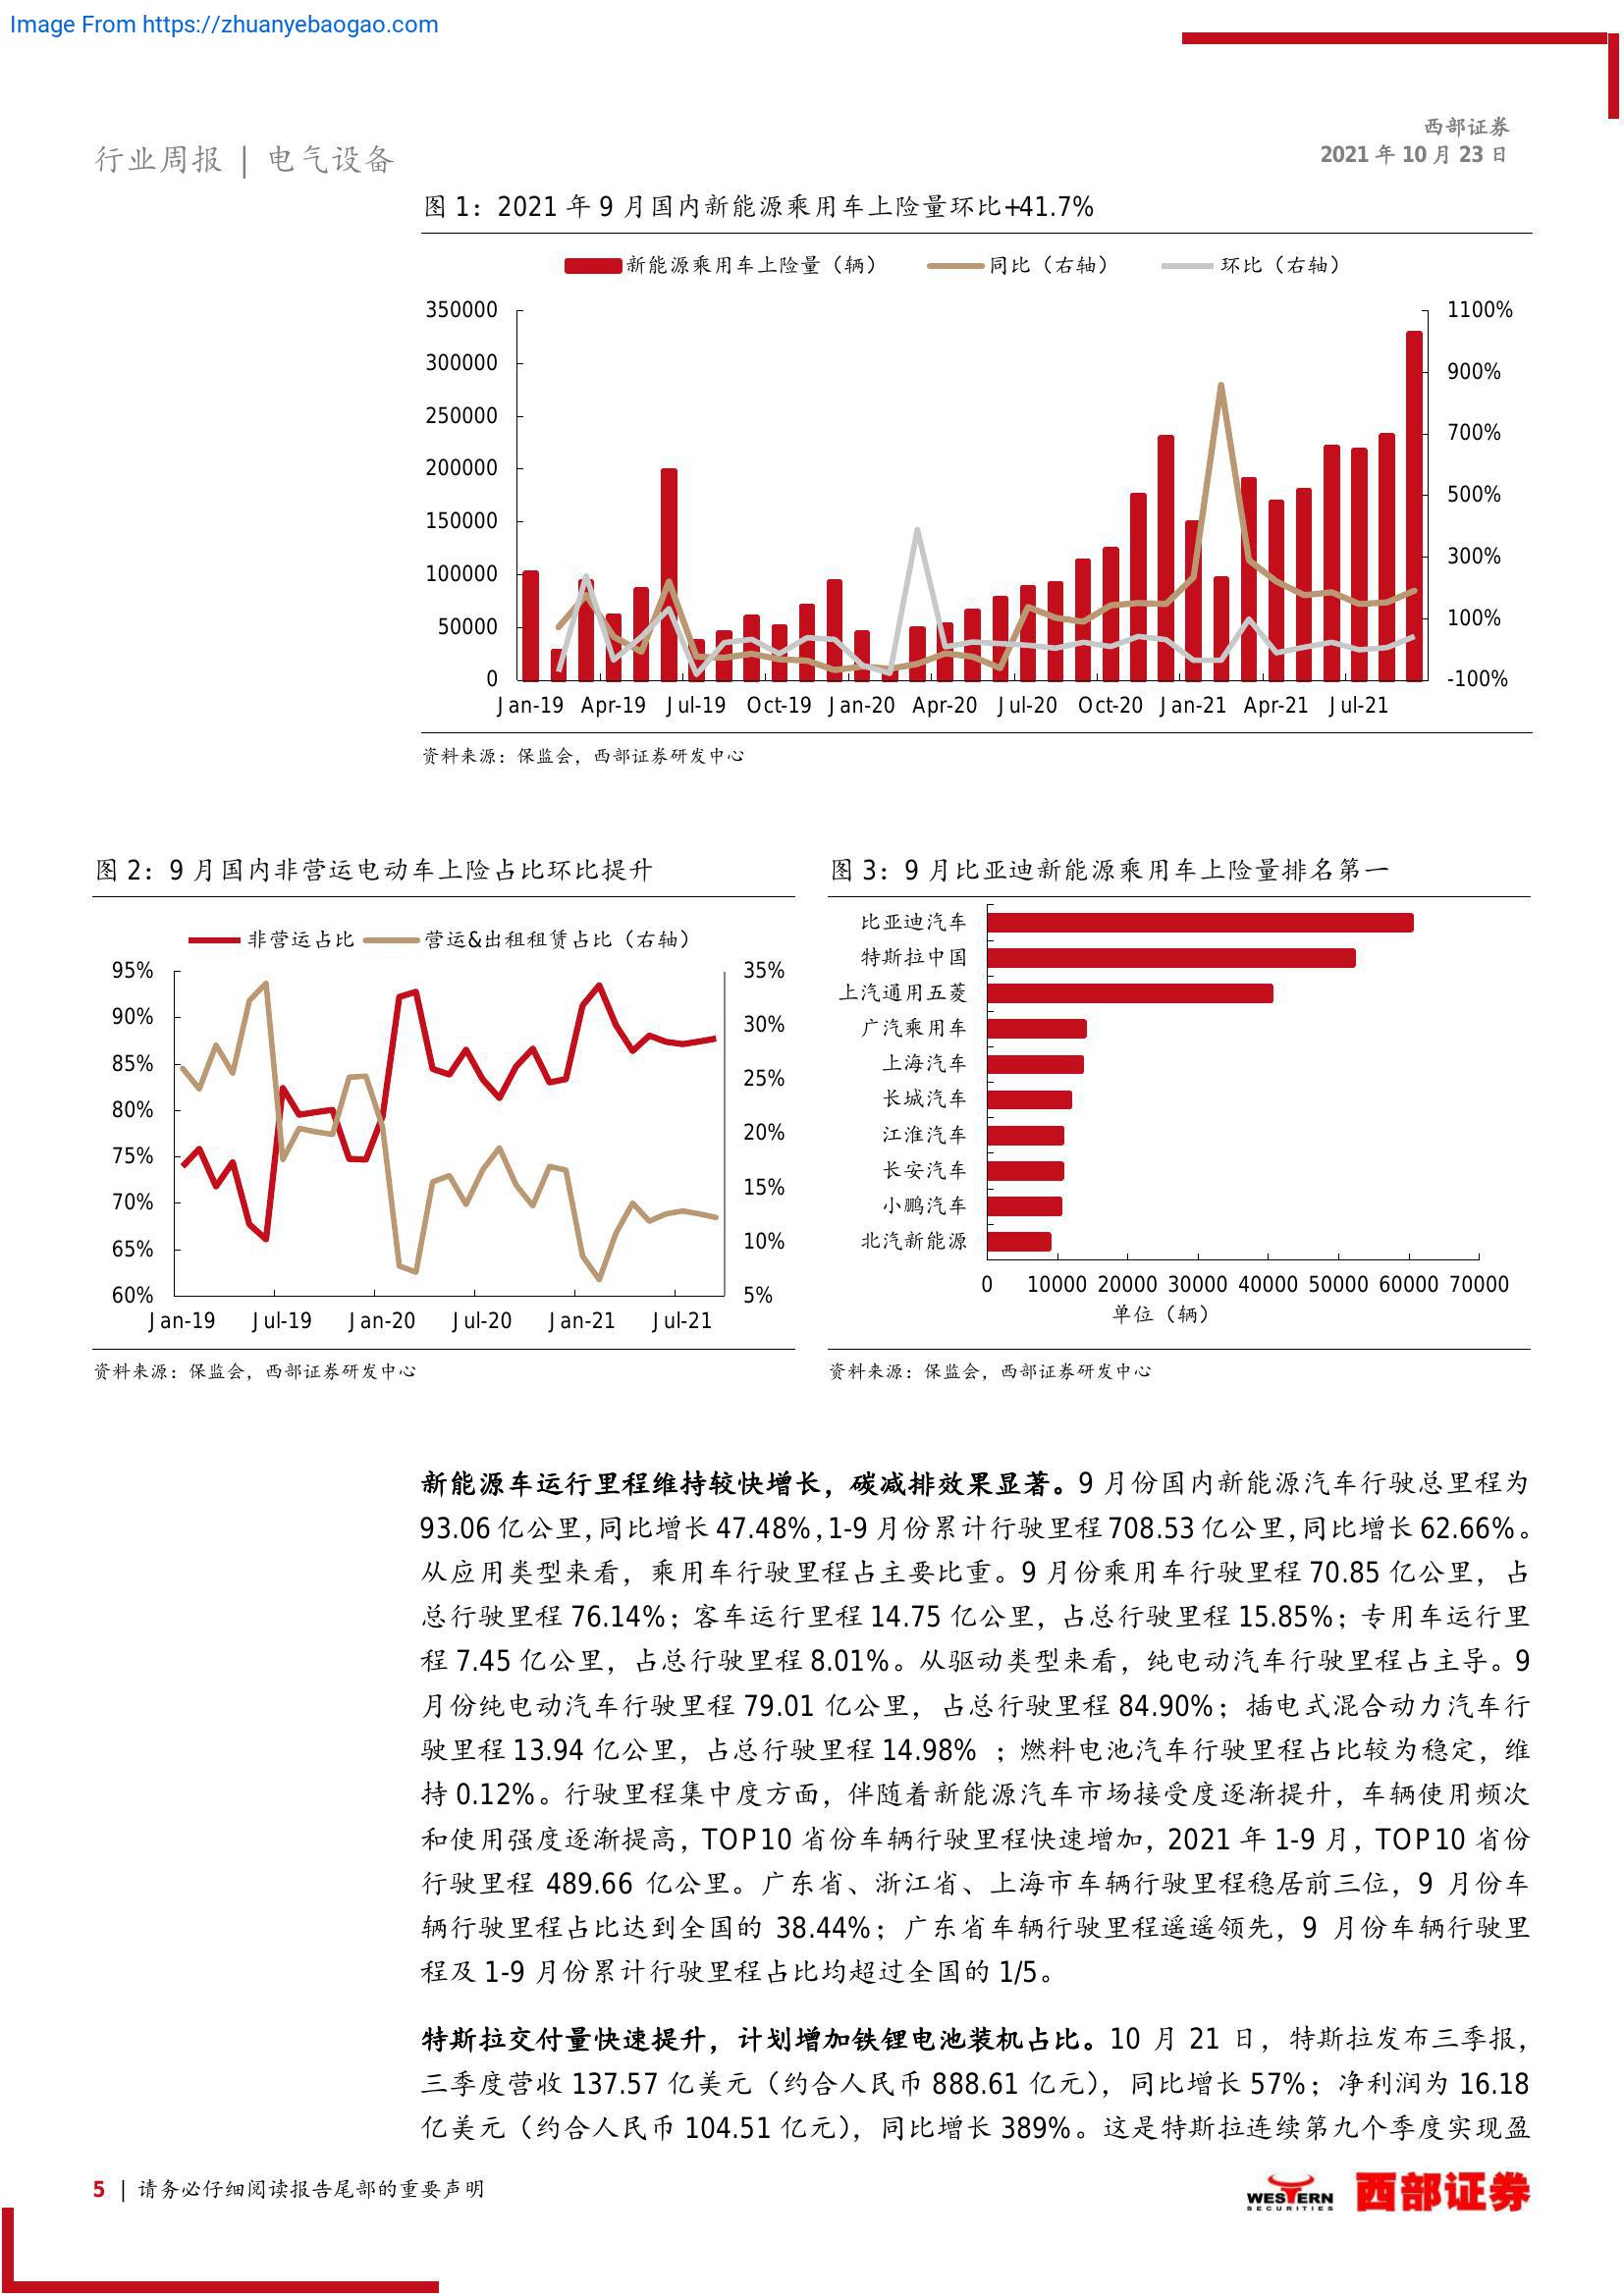 Image From https://zhuanyebaogao.com
西部证券
2021 年 10 月 23 日
行业周报 | 电气设备
图 1：2021 年 9 月国内新能源乘用车上险量环比+41.7%
新能源乘用车上险量（辆） 同比（右轴） 环比（右轴）
350000 1100%
300000 900%
250000 700%
200000 500%
150000 300%
100000 100%
50000 -100%
0
Jan-19 Apr-19 Jul-19 Oct-19 Jan-20 Apr-20 Jul-20 Oct-20 Jan-21 Apr-21 Jul-21
资料来源：保监会，西部证券研发中心
图 2：9 月国内非营运电动车上险占比环比提升
非营运占比 营运&出租租赁占比（右轴）
95% 35%
90% 30%
85% 25%
80% 20%
75% 15%
70% 10%
65% 5%
60%
Jan-19 Jul-19 Jan-20 Jul-20 Jan-21 Jul-21
资料来源：保监会，西部证券研发中心
图 3：9 月比亚迪新能源乘用车上险量排名第一
比亚迪汽车
特斯拉中国
上汽通用五菱
广汽乘用车
上海汽车
长城汽车
江淮汽车
长安汽车
小鹏汽车
北汽新能源
0 10000 20000 30000 40000 50000 60000 70000
单位（辆）
资料来源：保监会，西部证券研发中心
新能源车运行里程维持较快增长，碳减排效果显著。9 月份国内新能源汽车行驶总里程为
93.06 亿公里，同比增长 47.48%，1-9 月份累计行驶里程 708.53 亿公里，同比增长 62.66%。
从应用类型来看，乘用车行驶里程占主要比重。9 月份乘用车行驶里程 70.85 亿公里，占
总行驶里程 76.14%；客车运行里程 14.75 亿公里，占总行驶里程 15.85%；专用车运行里
程 7.45 亿公里，占总行驶里程 8.01%。从驱动类型来看，纯电动汽车行驶里程占主导。9
月份纯电动汽车行驶里程 79.01 亿公里，占总行驶里程 84.90%；插电式混合动力汽车行
驶里程 13.94 亿公里，占总行驶里程 14.98% ；燃料电池汽车行驶里程占比较为稳定，维
持 0.12%。行驶里程集中度方面，伴随着新能源汽车市场接受度逐渐提升，车辆使用频次
和使用强度逐渐提高，TOP10 省份车辆行驶里程快速增加，2021 年 1-9 月，TOP10 省份
行驶里程 489.66 亿公里。广东省、浙江省、上海市车辆行驶里程稳居前三位，9 月份车
辆行驶里程占比达到全国的 38.44%；广东省车辆行驶里程遥遥领先，9 月份车辆行驶里
程及 1-9 月份累计行驶里程占比均超过全国的 1/5。
特斯拉交付量快速提升，计划增加铁锂电池装机占比。10 月 21 日，特斯拉发布三季报，
三季度营收 137.57 亿美元（约合人民币 888.61 亿元），同比增长 57%；净利润为 16.18
亿美元（约合人民币 104.51 亿元），同比增长 389%。这是特斯拉连续第九个季度实现盈
5 | 请务必仔细阅读报告尾部的重要声明
WESTERN
SECURITIES
西部证券